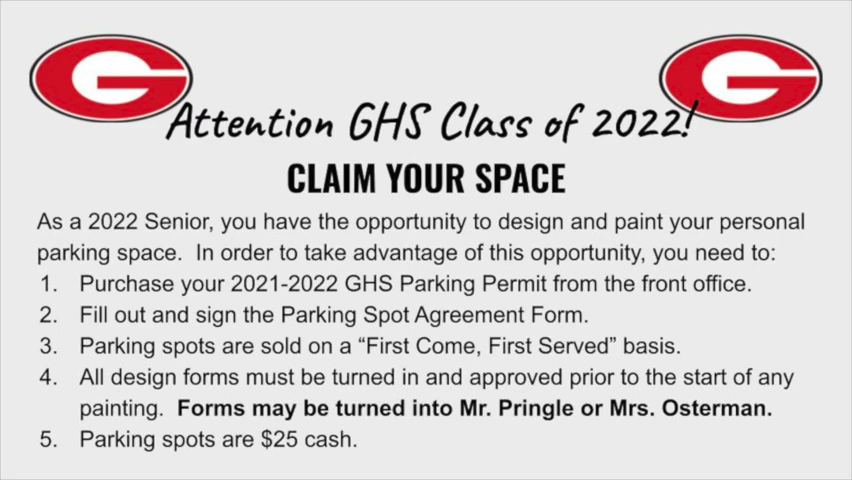 G G
Attention GHS Class of 2022!
CLAIM YOUR SPACE
As a 2022 Senior, you have the opportunity to design and paint your personal
parking space. In order to take advantage of this opportunity, you need to:
1. Purchase your 2021-2022 GHS Parking Permit from the front office.
2. Fill out and sign the Parking Spot Agreement Form.
3. Parking spots are sold on a “First Come, First Served” basis.
4. All design forms must be turned in and approved prior to the start of any
painting. Forms may be turned into Mr. Pringle or Mrs. Osterman.
5. Parking spots are $25 cash.